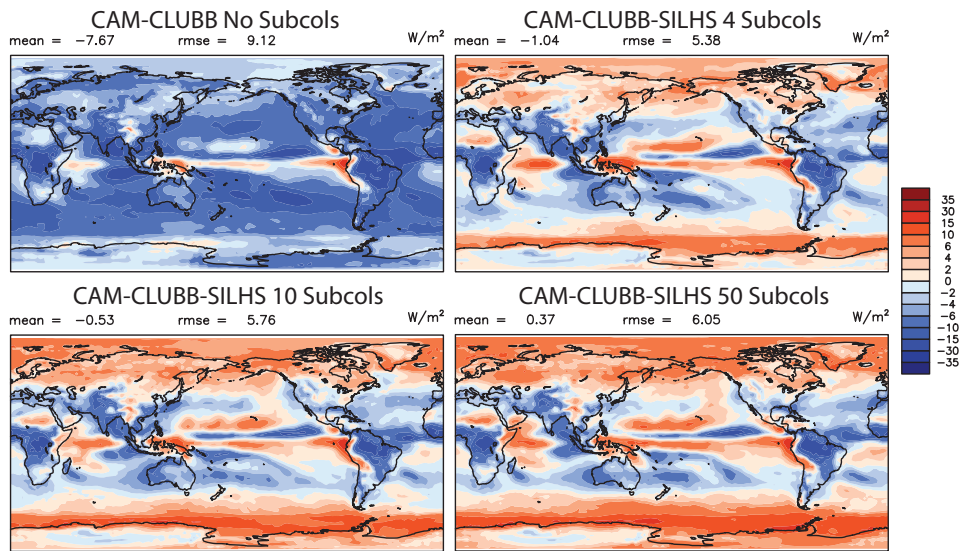 CAM-CLUBB No Subcols
mean = -7.67 rmse = 9.12 W/m²
CAM-CLUBB-SILHS 4 Subcols
mean = -1.04 rmse = 5.38 W/m²
35
30
15
10
6
4
2
0
-2
-4
-6
-10
-15
-30
-35
CAM-CLUBB-SILHS 10 Subcols
mean = -0.53 rmse = 5.76 W/m²
CAM-CLUBB-SILHS 50 Subcols
mean = 0.37 rmse = 6.05 W/m²